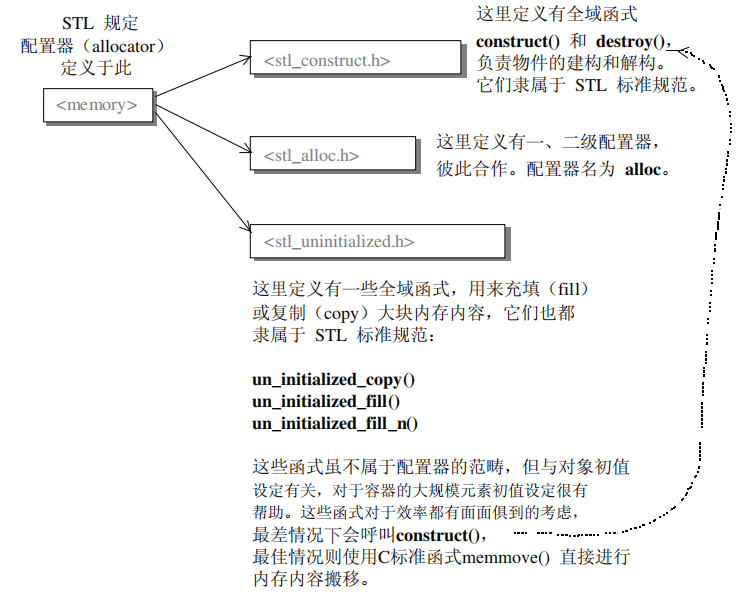 STL 规定
配置器（allocator）
定义于此
<memory>
<stl_construct.h>
这里定义有全域函式
construct() 和 destroy()，
负责物件的建构和解构。
它们隶属于 STL 标准规范。
<stl_alloc.h>
这里定义有一、二级配置器，
彼此合作。配置器名为 alloc。
<stl_uninitialized.h>
这里定义有一些全域函式，用来充填（fill）
或复制（copy）大块内存内容，它们也都
隶属于 STL 标准规范：
un_initialized_copy()
un_initialized_fill()
un_initialized_fill_n()
这些函式虽不属于配置器的范畴，但与对象初值
设定有关，对于容器的大规模元素初值设定很有
帮助。这些函式对于效率都有面面俱到的考虑，
最差情况下会呼叫construct()，
最佳情况则使用C标准函式memmove() 直接进行
内存内容搬移。